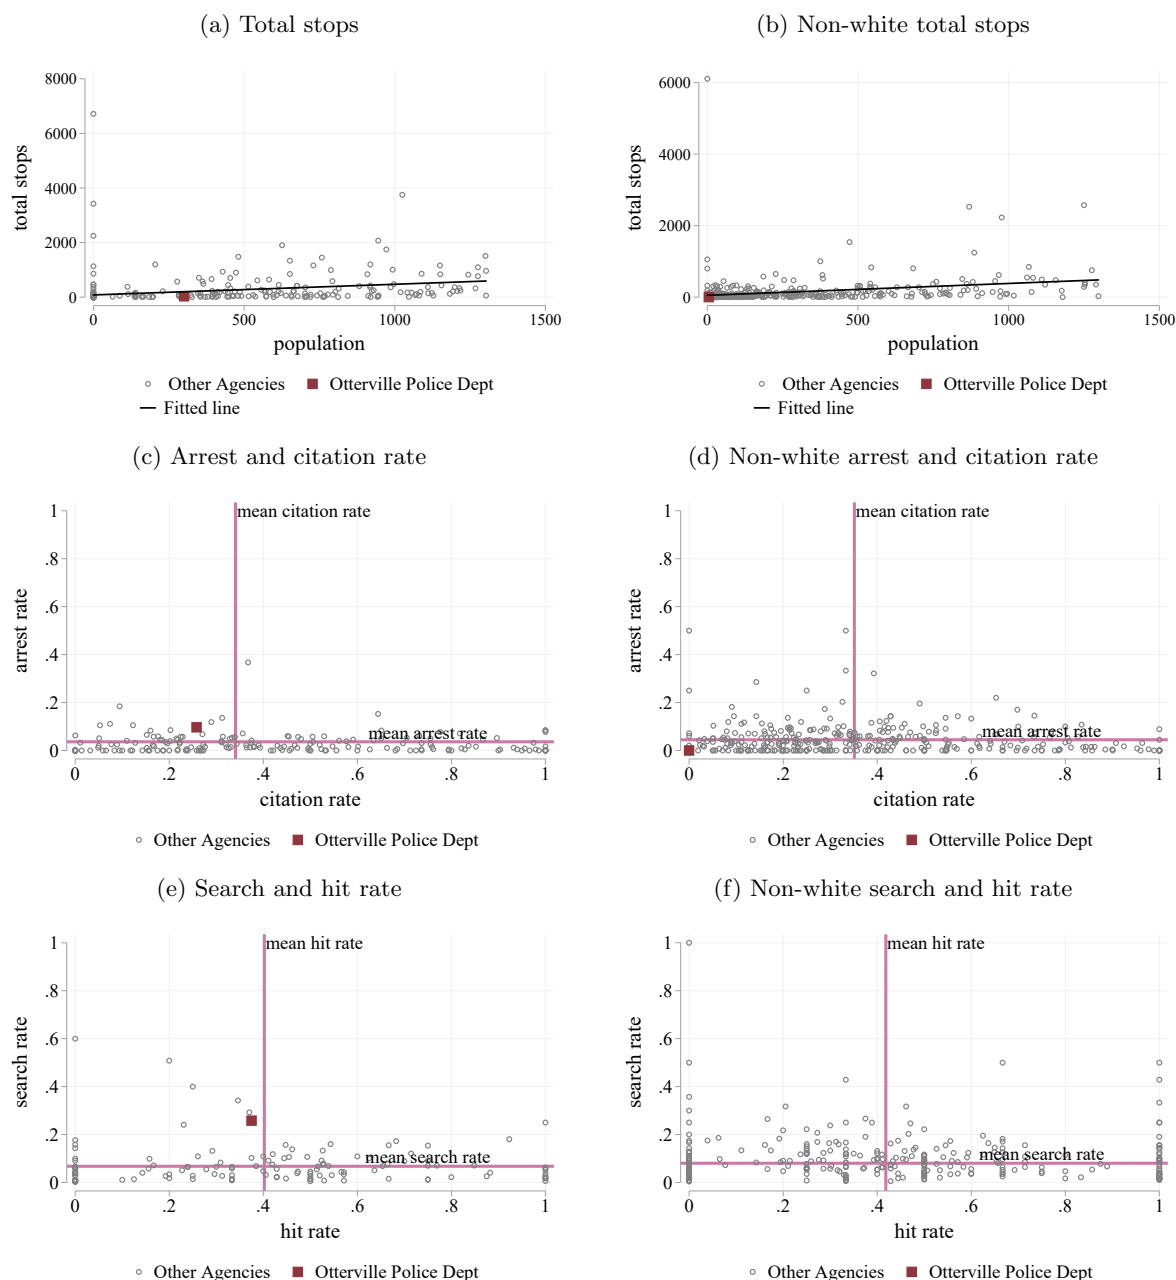 (a) Total stops
(b) Non-white total stops
total stops
8000
6000
4000
2000
0
0 500 1000 1500
population
Other Agencies Otterville Police Dept
Fitted line
total stops
6000
4000
2000
0
0 500 1000 1500
population
Other Agencies Otterville Police Dept
Fitted line
(c) Arrest and citation rate
(d) Non-white arrest and citation rate
arrest rate
1
.8
.6
.4
.2
0
mean citation rate
mean arrest rate
0 .2 .4 .6 .8 1
citation rate
Other Agencies Otterville Police Dept
arrest rate
1
.8
.6
.4
.2
0
mean citation rate
mean arrest rate
0 .2 .4 .6 .8 1
citation rate
Other Agencies Otterville Police Dept
(e) Search and hit rate
(f) Non-white search and hit rate
search rate
1
.8
.6
.4
.2
0
mean hit rate
mean search rate
0 .2 .4 .6 .8 1
hit rate
Other Agencies Otterville Police Dept
search rate
1
.8
.6
.4
.2
0
mean hit rate
mean search rate
0 .2 .4 .6 .8 1
hit rate
Other Agencies Otterville Police Dept